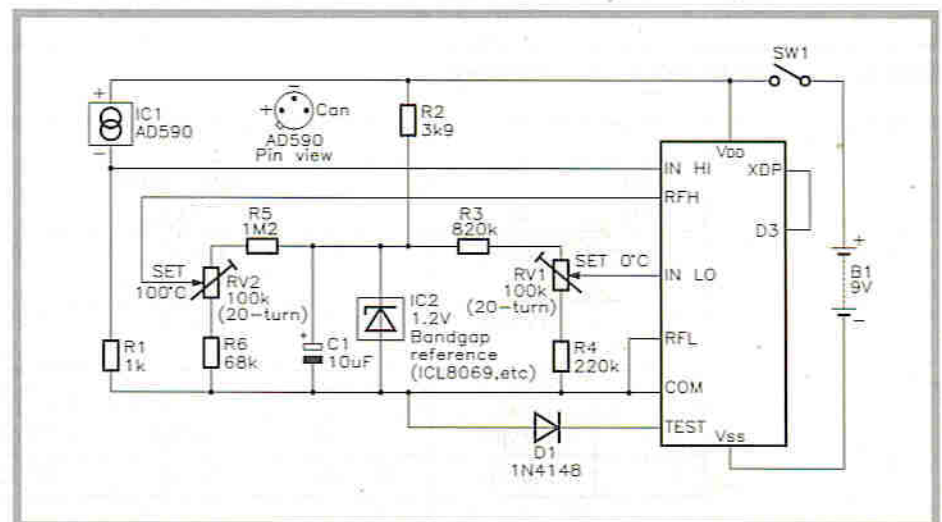 SW1
+
IC1
AD590
−
−
+
Can
AD590
Pin view
R2
3k9
VDD
IN HI
XDP
RFH
D3
R5
1M2
R3
820k
SET
100°C
RV2
100k
(20-turn)
SET 0°C
RV1
100k
(20-turn)
IN LO
+
B1
9V
−
IC2
1.2V
Bandgap
reference
(ICL8069,etc)
R1
1k
R6
68k
+
C1
10uF
R4
220k
RFL
COM
TEST
VSS
D1
1N4148